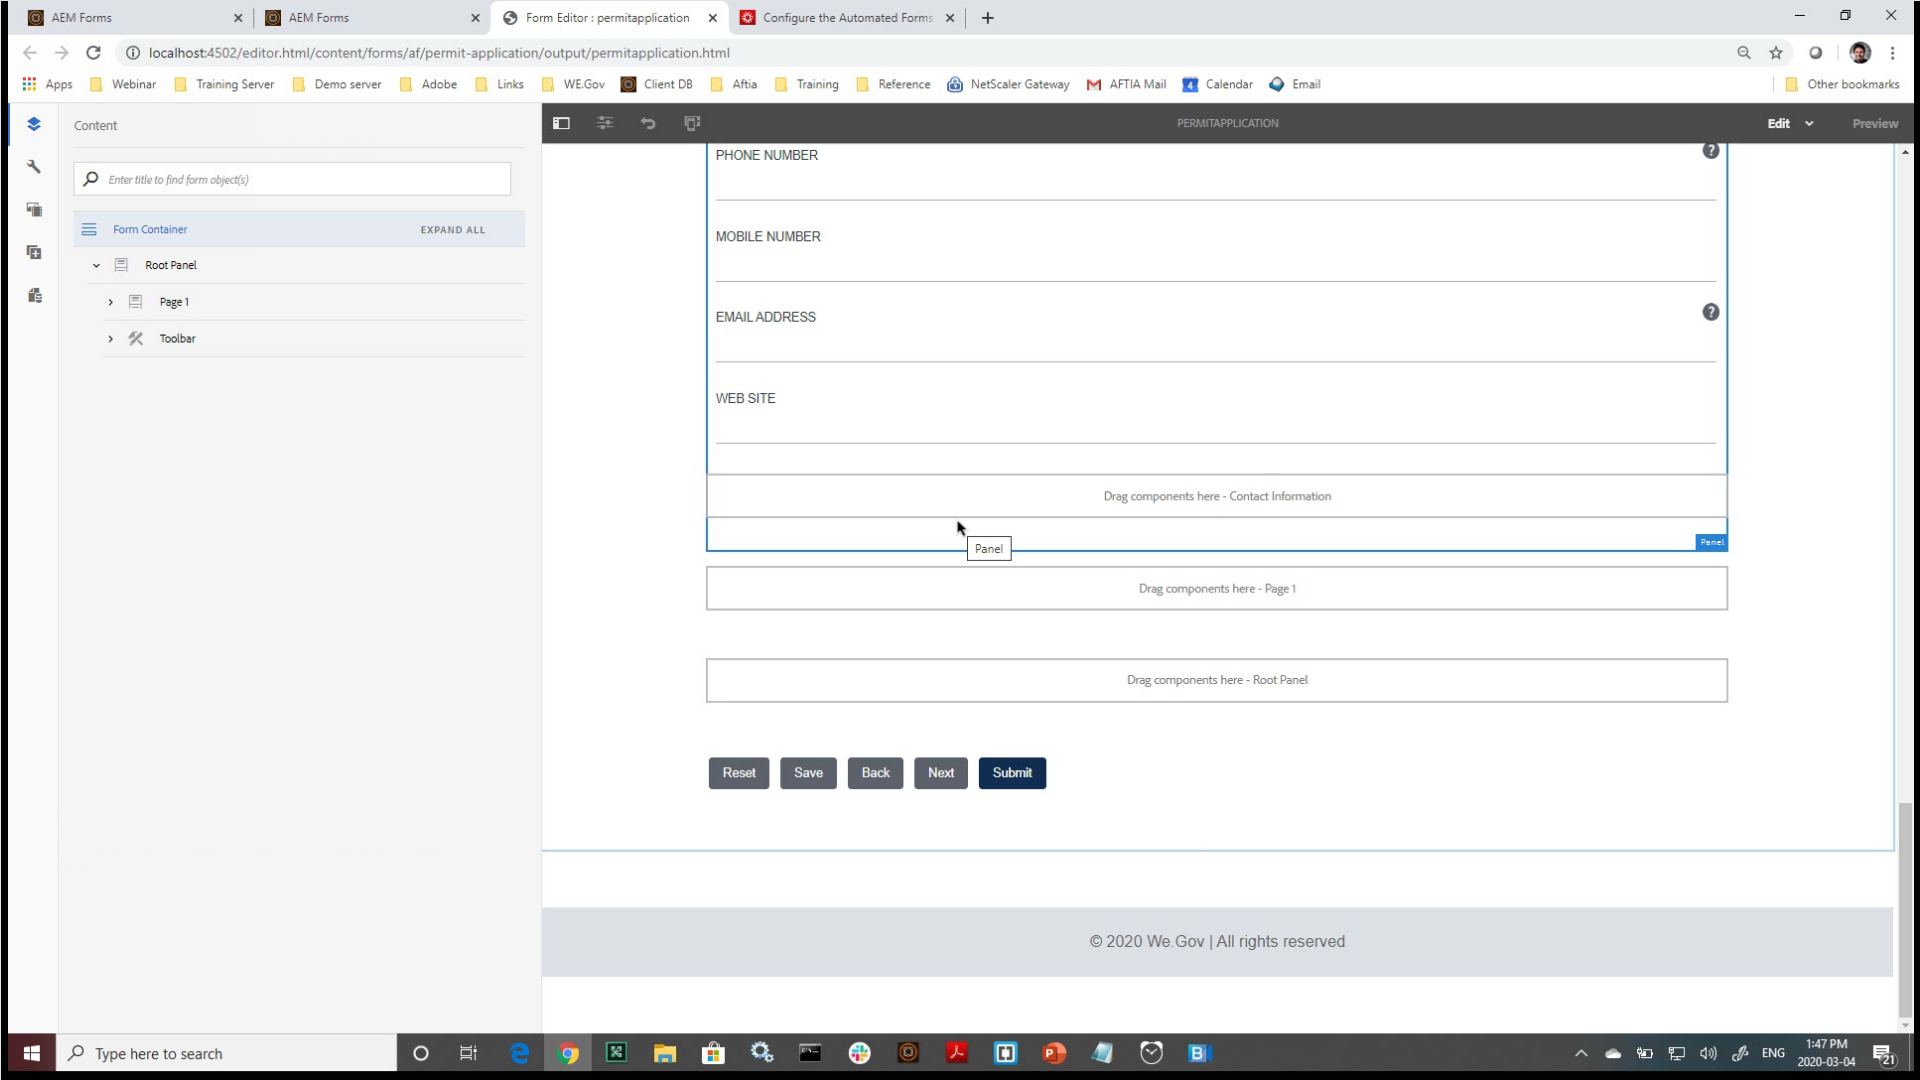 AEM Forms
AEM Forms
Form Editor : permitapplication
Configure the Automated Forms
localhost:4502/editor.html/content/forms/af/permit-application/output/permitapplication.html
Apps
Webinar
Training Server
Demo server
Adobe
Links
WE.Gov
Client DB
Aftia
Training
Reference
NetScaler Gateway
AFTIA Mail
Calendar
Email
Other bookmarks
Content
PERMITAPPLICATION
Edit
Preview
Enter title to find form object(s)
Form Container
EXPAND ALL
Root Panel
Page 1
Toolbar
PHONE NUMBER
MOBILE NUMBER
EMAIL ADDRESS
WEB SITE
Drag components here - Contact Information
Panel
Panel
Drag components here - Page 1
Drag components here - Root Panel
Reset
Save
Back
Next
Submit
© 2020 We.Gov | All rights reserved
Type here to search
ENG
1:47 PM
2020-03-04
21